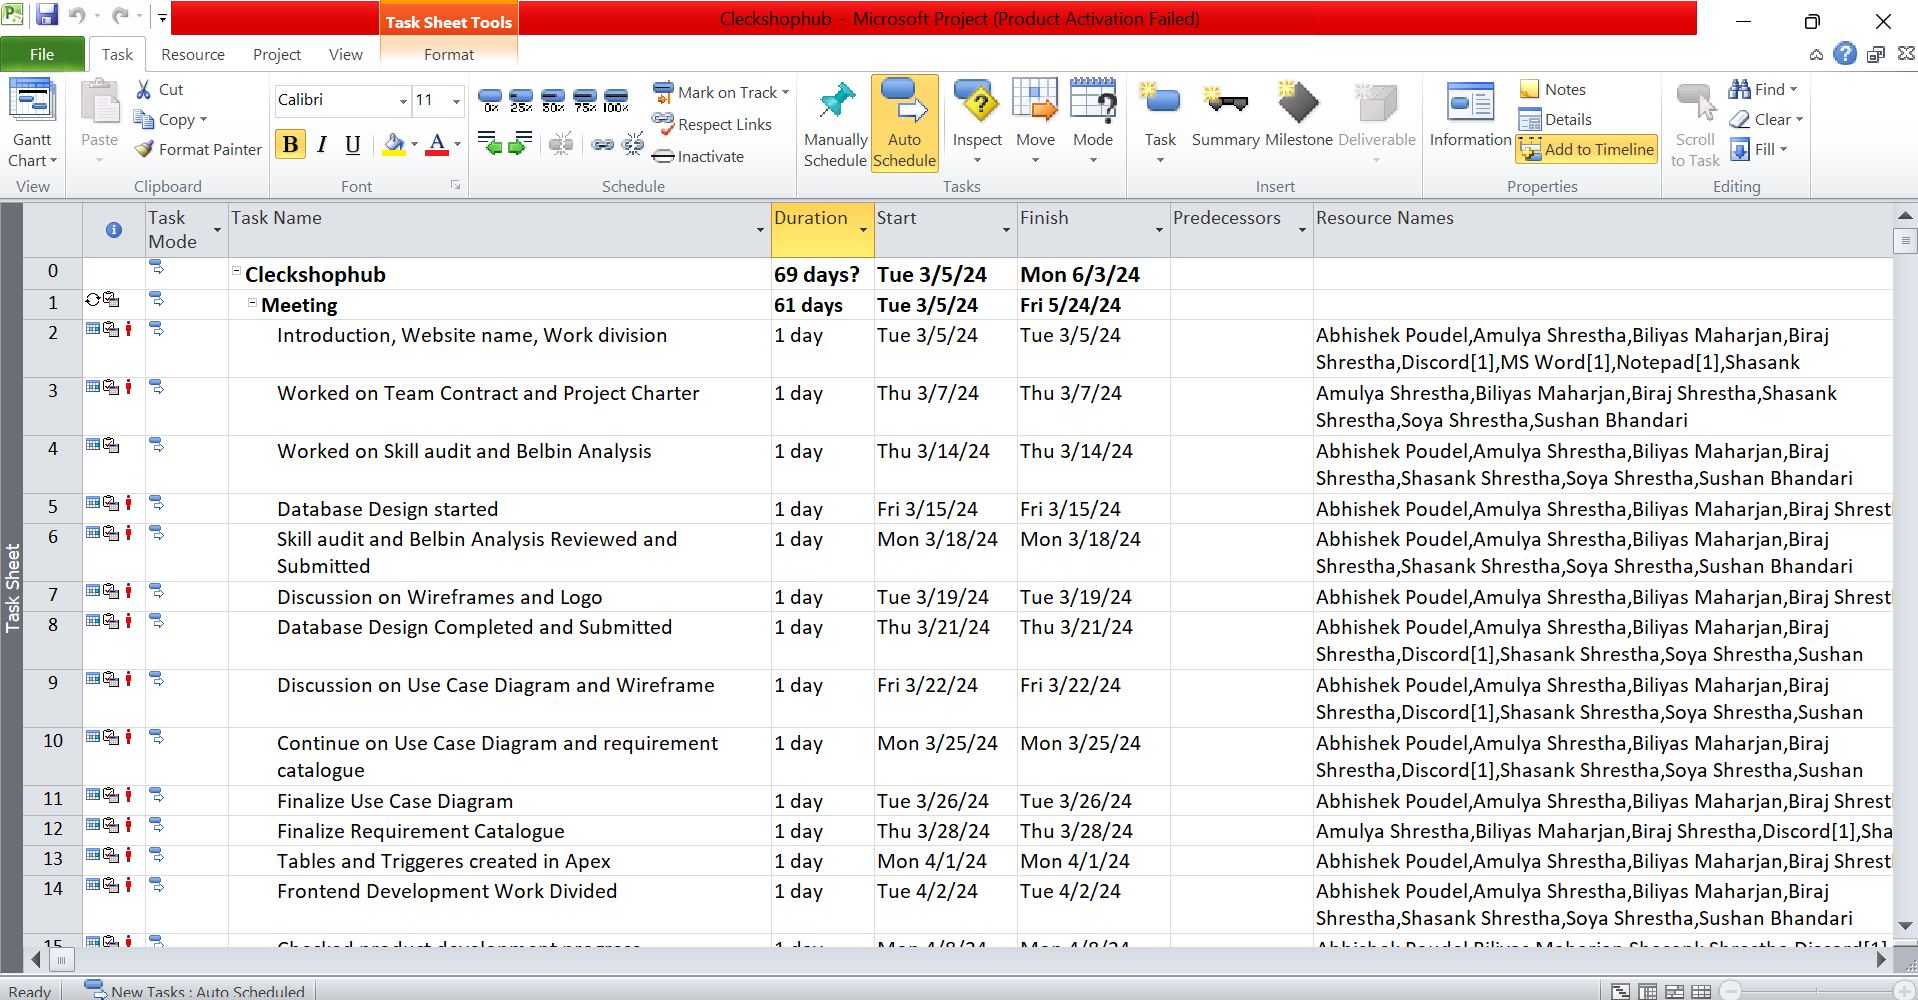 Task Sheet Tools
Cleckshophub - Microsoft Project (Product Activation Failed)
File Task Resource Project View Format
Gantt Chart
View
Paste
Cut
Copy
Format Painter
Clipboard
Calibri 11
B I U A
Font
0% 25% 50% 75% 100%
Mark on Track
Respect Links
Inactivate
Schedule
Manually Schedule
Auto Schedule
Inspect
Move
Mode
Tasks
Task
Summary
Milestone
Deliverable
Insert
Information
Notes
Details
Add to Timeline
Properties
Scroll to Task
Find
Clear
Fill
Editing
Task Mode Task Name Duration Start Finish Predecessors Resource Names
0 Cleckshophub 69 days? Tue 3/5/24 Mon 6/3/24
1 Meeting 61 days Tue 3/5/24 Fri 5/24/24
2 Introduction, Website name, Work division 1 day Tue 3/5/24 Tue 3/5/24 Abhishek Poudel,Amulya Shrestha,Biliyas Maharjan,Biraj
Shrestha,Discord[1],MS Word[1],Notepad[1],Shasank
3 Worked on Team Contract and Project Charter 1 day Thu 3/7/24 Thu 3/7/24 Amulya Shrestha,Biliyas Maharjan,Biraj Shrestha,Shasank
Shrestha,Soya Shrestha,Sushan Bhandari
4 Worked on Skill audit and Belbin Analysis 1 day Thu 3/14/24 Thu 3/14/24 Abhishek Poudel,Amulya Shrestha,Biliyas Maharjan,Biraj
Shrestha,Shasank Shrestha,Soya Shrestha,Sushan Bhandari
5 Database Design started 1 day Fri 3/15/24 Fri 3/15/24 Abhishek Poudel,Amulya Shrestha,Biliyas Maharjan,Biraj Shrest
6 Skill audit and Belbin Analysis Reviewed and 1 day Mon 3/18/24 Mon 3/18/24 Abhishek Poudel,Amulya Shrestha,Biliyas Maharjan,Biraj
Submitted Shrestha,Shasank Shrestha,Soya Shrestha,Sushan Bhandari
7 Discussion on Wireframes and Logo 1 day Tue 3/19/24 Tue 3/19/24 Abhishek Poudel,Amulya Shrestha,Biliyas Maharjan,Biraj Shrest
8 Database Design Completed and Submitted 1 day Thu 3/21/24 Thu 3/21/24 Abhishek Poudel,Amulya Shrestha,Biliyas Maharjan,Biraj
Shrestha,Discord[1],Shasank Shrestha,Soya Shrestha,Sushan
9 Discussion on Use Case Diagram and Wireframe 1 day Fri 3/22/24 Fri 3/22/24 Abhishek Poudel,Amulya Shrestha,Biliyas Maharjan,Biraj
Shrestha,Discord[1],Shasank Shrestha,Soya Shrestha,Sushan
10 Continue on Use Case Diagram and requirement 1 day Mon 3/25/24 Mon 3/25/24 Abhishek Poudel,Amulya Shrestha,Biliyas Maharjan,Biraj
catalogue Shrestha,Discord[1],Shasank Shrestha,Soya Shrestha,Sushan
11 Finalize Use Case Diagram 1 day Tue 3/26/24 Tue 3/26/24 Abhishek Poudel,Amulya Shrestha,Biliyas Maharjan,Biraj Shrest
12 Finalize Requirement Catalogue 1 day Thu 3/28/24 Thu 3/28/24 Amulya Shrestha,Biliyas Maharjan,Biraj Shrestha,Discord[1],Sha
13 Tables and Triggeres created in Apex 1 day Mon 4/1/24 Mon 4/1/24 Abhishek Poudel,Amulya Shrestha,Biliyas Maharjan,Biraj Shrest
14 Frontend Development Work Divided 1 day Tue 4/2/24 Tue 4/2/24 Abhishek Poudel,Amulya Shrestha,Biliyas Maharjan,Biraj
Shrestha,Shasank Shrestha,Soya Shrestha,Sushan Bhandari
15 Checked product development progress 1 day Mon 4/8/24 Mon 4/8/24 Abhishek Poudel,Biliyas Maharjan,Shasank Shrestha,Discord[1]
Task Sheet
Ready New Tasks : Auto Scheduled